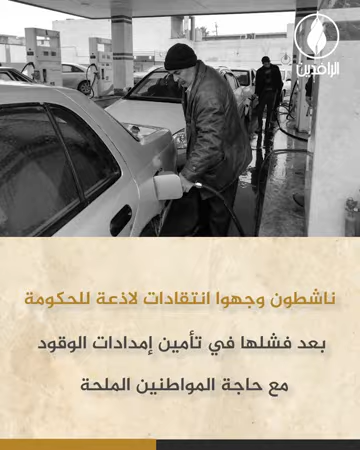 الرافدين
ناشطون وجهوا انتقادات لاذعة للحكومة
بعد فشلها في تأمين إمدادات الوقود
مع حاجة المواطنين الملحة